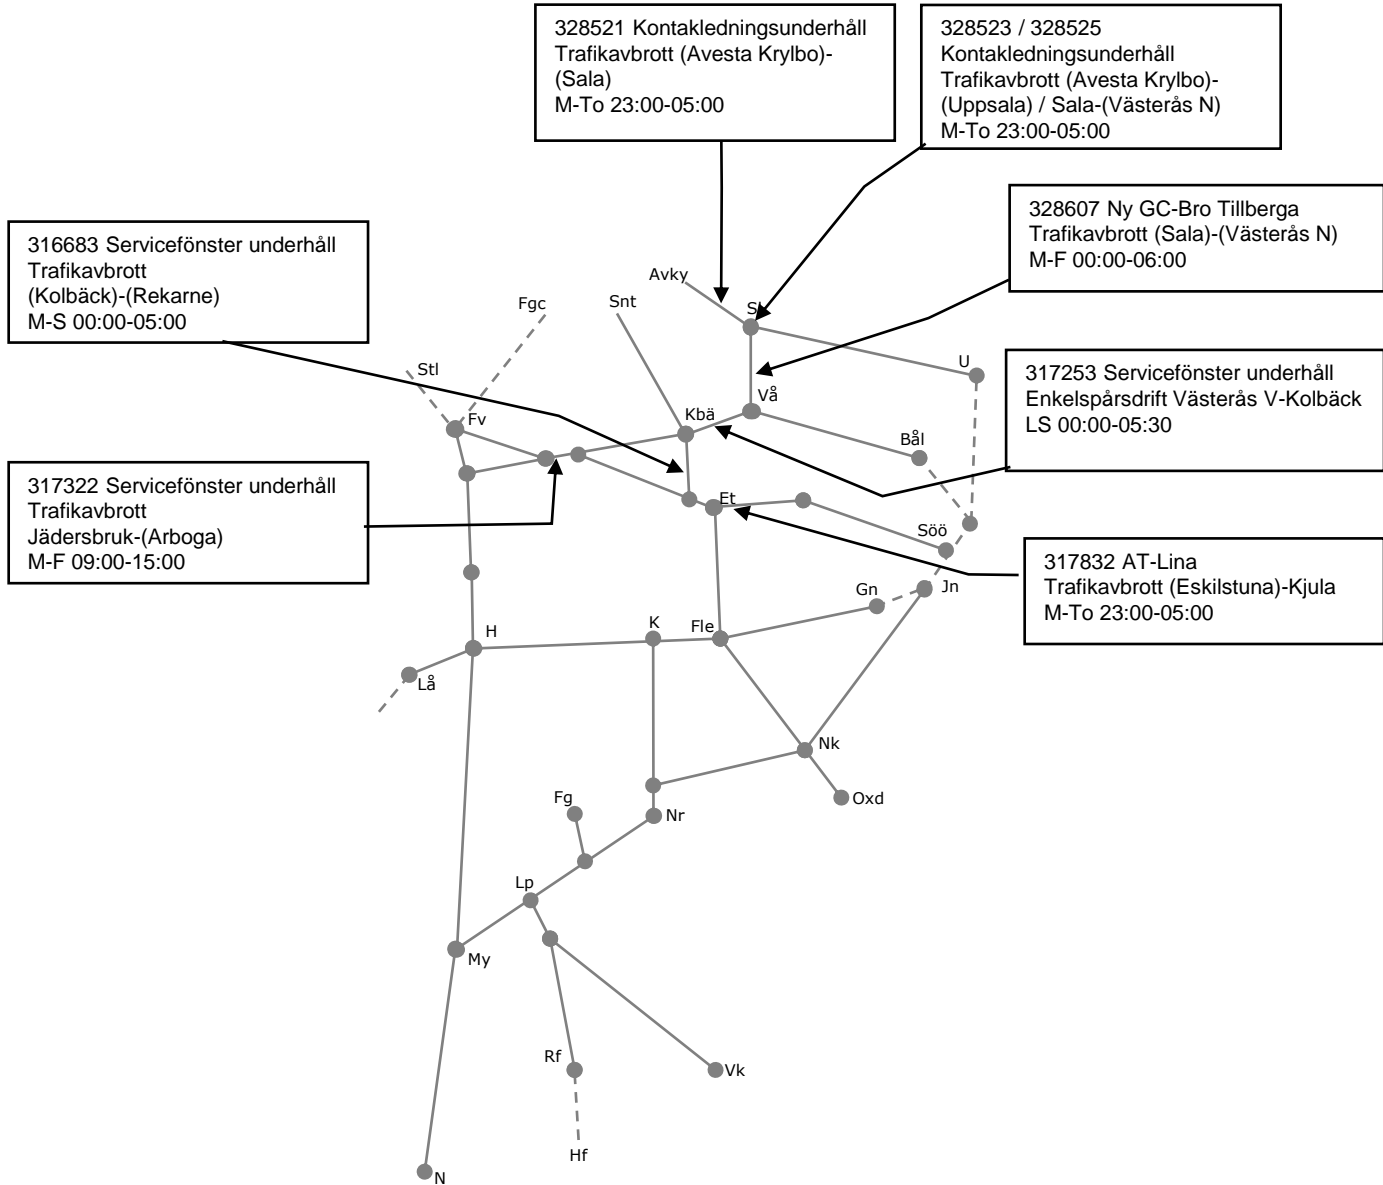 328521 Kontakledningsunderhåll
Trafikavbrott (Avesta Krylbo)-
(Sala)
M-To 23:00-05:00
328523 / 328525
Kontakledningsunderhåll
Trafikavbrott (Avesta Krylbo)-
(Uppsala) / Sala-(Västerås N)
M-To 23:00-05:00
328607 Ny GC-Bro Tillberga
Trafikavbrott (Sala)-(Västerås N)
M-F 00:00-06:00
316683 Servicefönster underhåll
Trafikavbrott
(Kolbäck)-(Rekarne)
M-S 00:00-05:00
317253 Servicefönster underhåll
Enkelspårsdrift Västerås V-Kolbäck
LS 00:00-05:30
317322 Servicefönster underhåll
Trafikavbrott
Jädersbruk-(Arboga)
M-F 09:00-15:00
317832 AT-Lina
Trafikavbrott (Eskilstuna)-Kjula
M-To 23:00-05:00
Avky
Fgc
Snt
Sl
Stl
U
Vå
Fv
Kbä
Bål
Et
Söö
Gn
Jn
H
K
Fle
Lå
Nk
Fg
Oxd
Nr
Lp
My
Rf
Vk
Hf
N